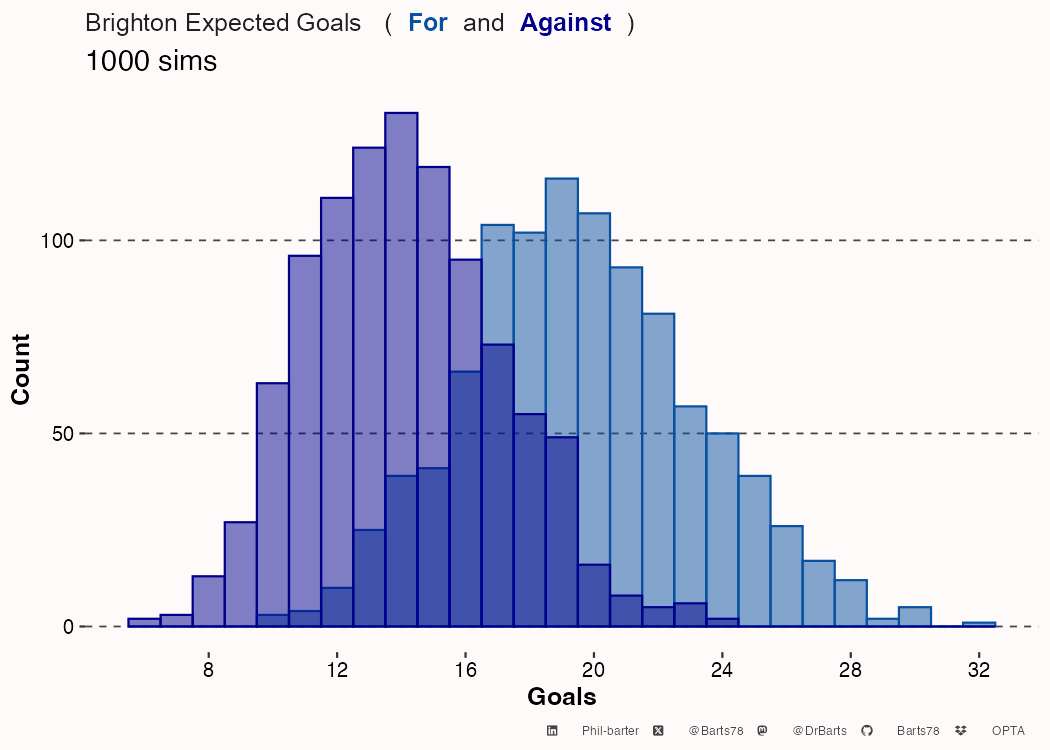 Brighton Expected Goals ( For and Against )
1000 sims
Count
100
50
0
8 12 16 20 24 28 32
Goals
Phil-barter @Barts78 @DrBarts Barts78 OPTA